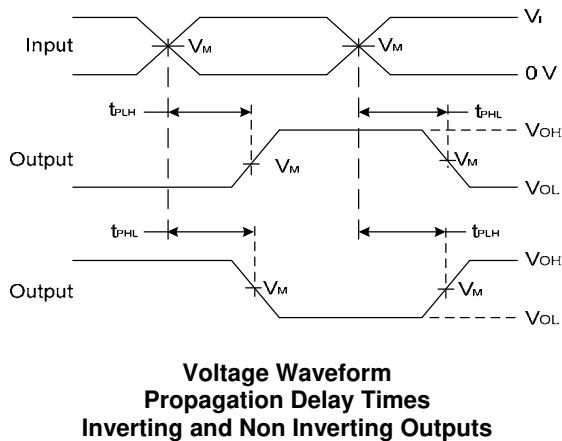 VI
Input
VM
VM
0 V
tPLH
tPHL
VOH
Output
VM
VM
VOL
tPHL
tPLH
VOH
Output
VM
VM
VOL
Voltage Waveform
Propagation Delay Times
Inverting and Non Inverting Outputs